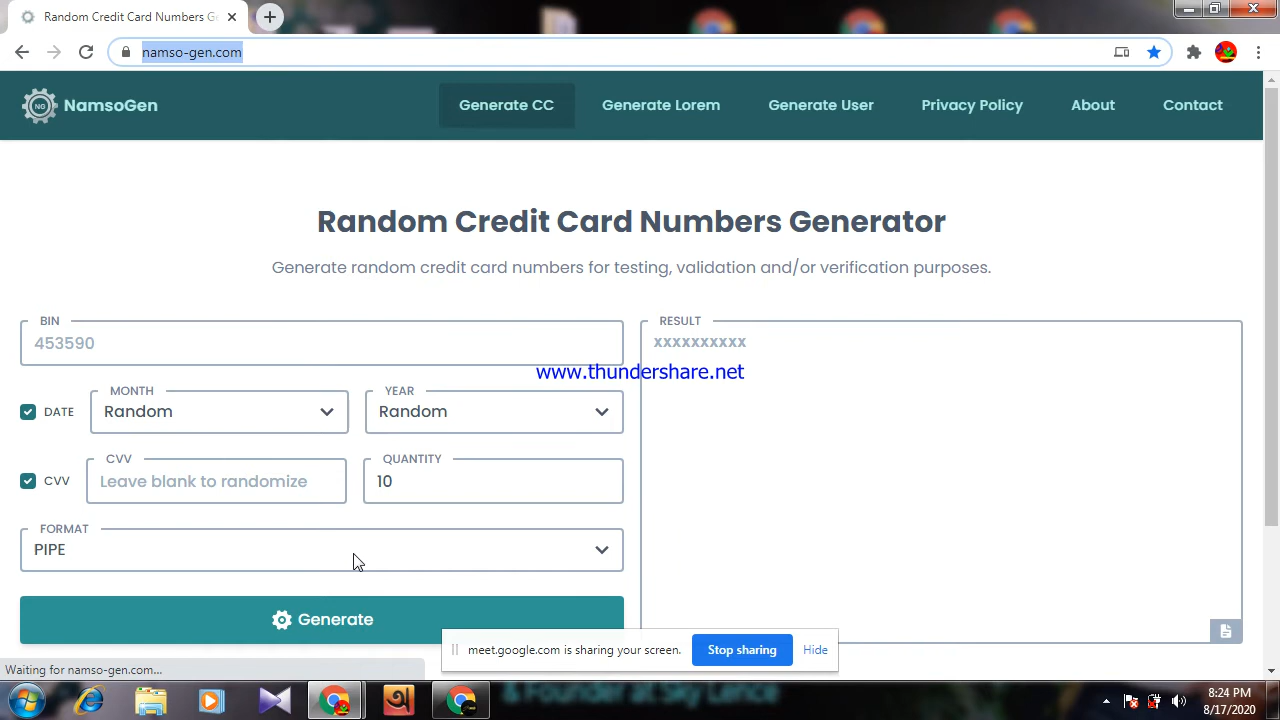 Random Credit Card Numbers G
namso-gen.com
NG
NamsoGen
Generate CC
Generate Lorem
Generate User
Privacy Policy
About
Contact
Random Credit Card Numbers Generator
Generate random credit card numbers for testing, validation and/or verification purposes.
BIN
453590
RESULT
xxxxxxxxxx
www.thundershare.net
DATE
MONTH
Random
YEAR
Random
CVV
CVV
Leave blank to randomize
QUANTITY
10
FORMAT
PIPE
Generate
meet.google.com is sharing your screen.
Stop sharing
Hide
Waiting for namso-gen.com...
অ
8:24 PM
8/17/2020